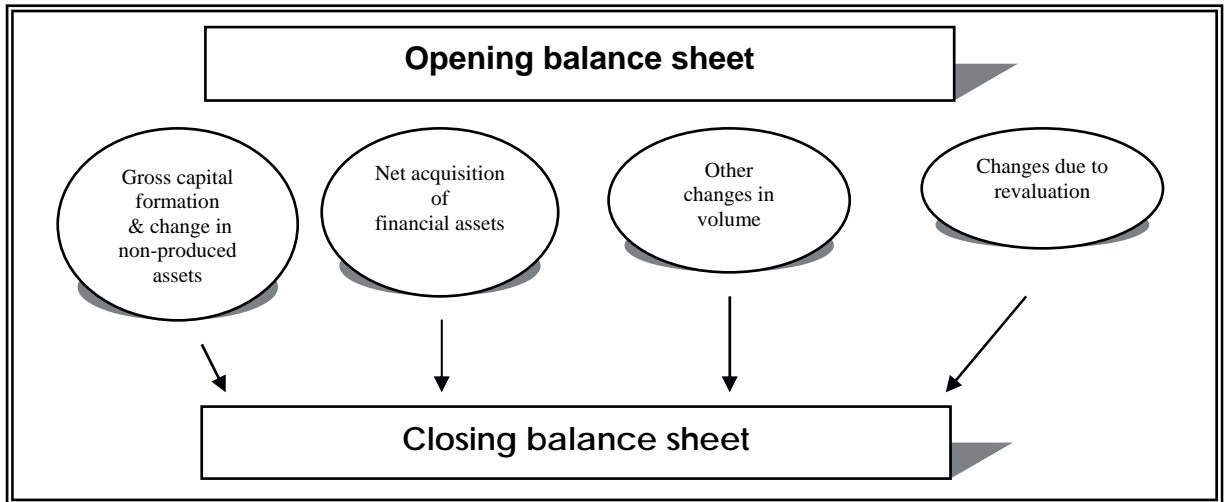 Opening balance sheet
Gross capital
formation
& change in
non-produced
assets
Net acquisition
of
financial assets
Other
changes in
volume
Changes due to
revaluation
Closing balance sheet